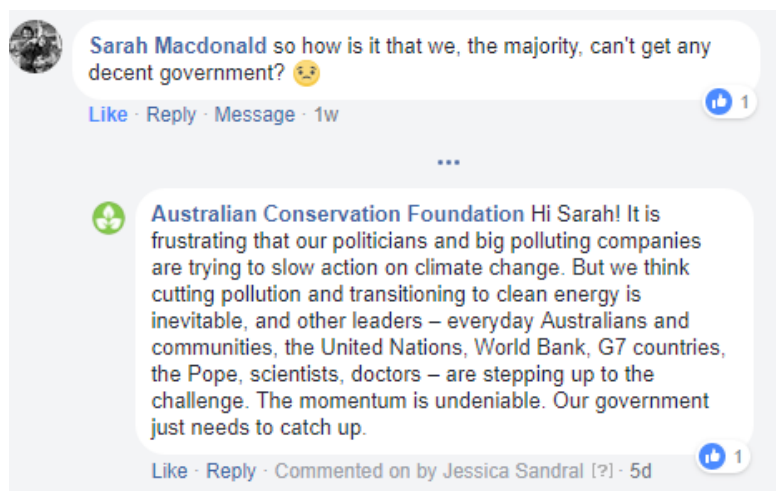 Sarah Macdonald so how is it that we, the majority, can't get any
decent government? 😒
1
Like · Reply · Message · 1w
Australian Conservation Foundation Hi Sarah! It is
frustrating that our politicians and big polluting companies
are trying to slow action on climate change. But we think
cutting pollution and transitioning to clean energy is
inevitable, and other leaders – everyday Australians and
communities, the United Nations, World Bank, G7 countries,
the Pope, scientists, doctors – are stepping up to the
challenge. The momentum is undeniable. Our government
just needs to catch up.
1
Like · Reply · Commented on by Jessica Sandral [?] · 5d